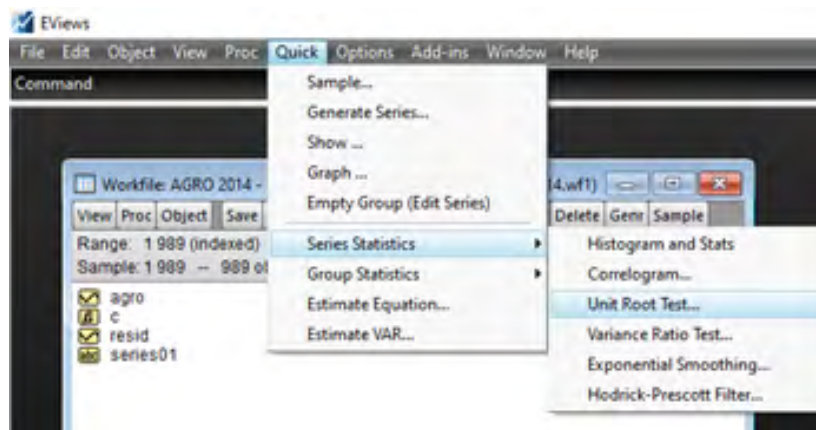 EViews
File Edit Object View Proc Quick Options Add-ins Window Help
Command
Sample...
Generate Series...
Show ...
Graph ...
Empty Group (Edit Series)
Series Statistics
Group Statistics
Estimate Equation...
Estimate VAR...
Workfile: AGRO 2014 - 14.wf1)
View Proc Object Save Delete Genr Sample
Range: 1 989 (indexed)
Sample: 1 989 -- 989 ob
agro
c
resid
series01
Histogram and Stats
Correlogram...
Unit Root Test...
Variance Ratio Test...
Exponential Smoothing...
Hodrick-Prescott Filter...